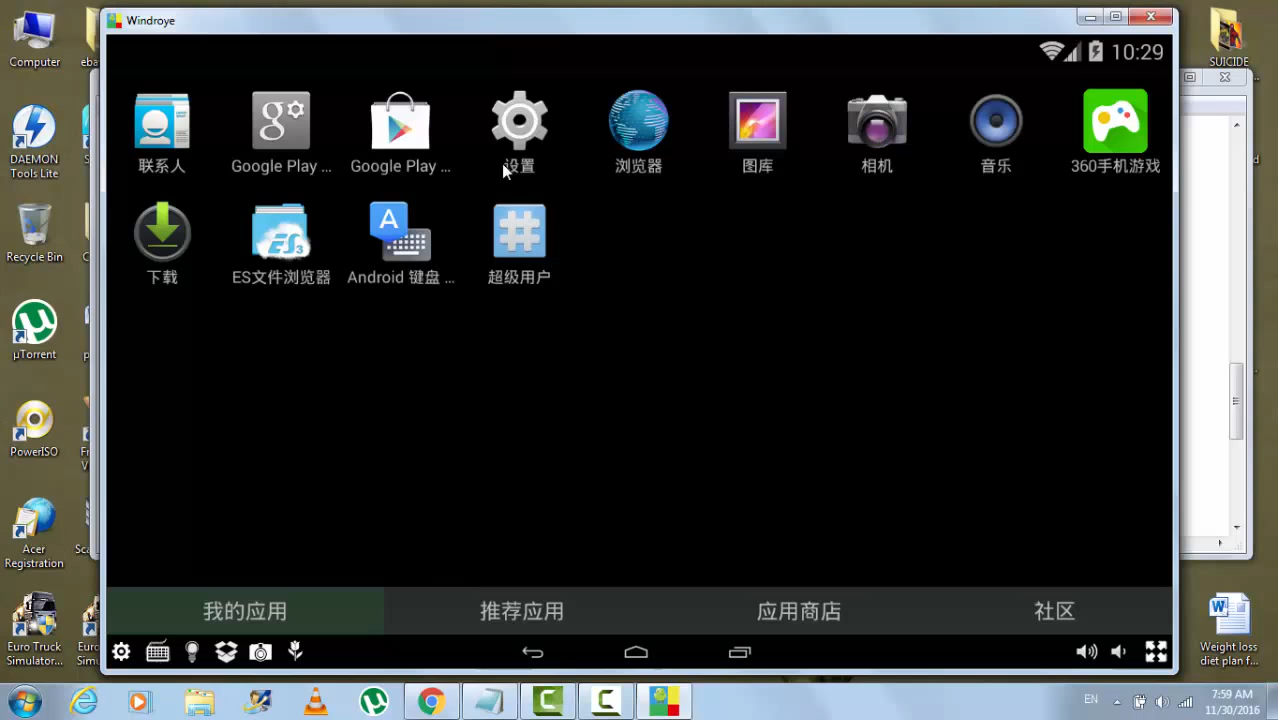 Windroye
10:29
联系人
Google Play ...
Google Play ...
设置
浏览器
图库
相机
音乐
360手机游戏
下载
ES文件浏览器
Android 键盘 ...
超级用户
我的应用
推荐应用
应用商店
社区
Computer
eba
DAEMON
Tools Lite
Recycle Bin
µTorrent
PowerISO
Acer
Registration
Euro Truck
Simulator...
SUICIDE
Weight loss
diet plan f...
EN
7:59 AM
11/30/2016